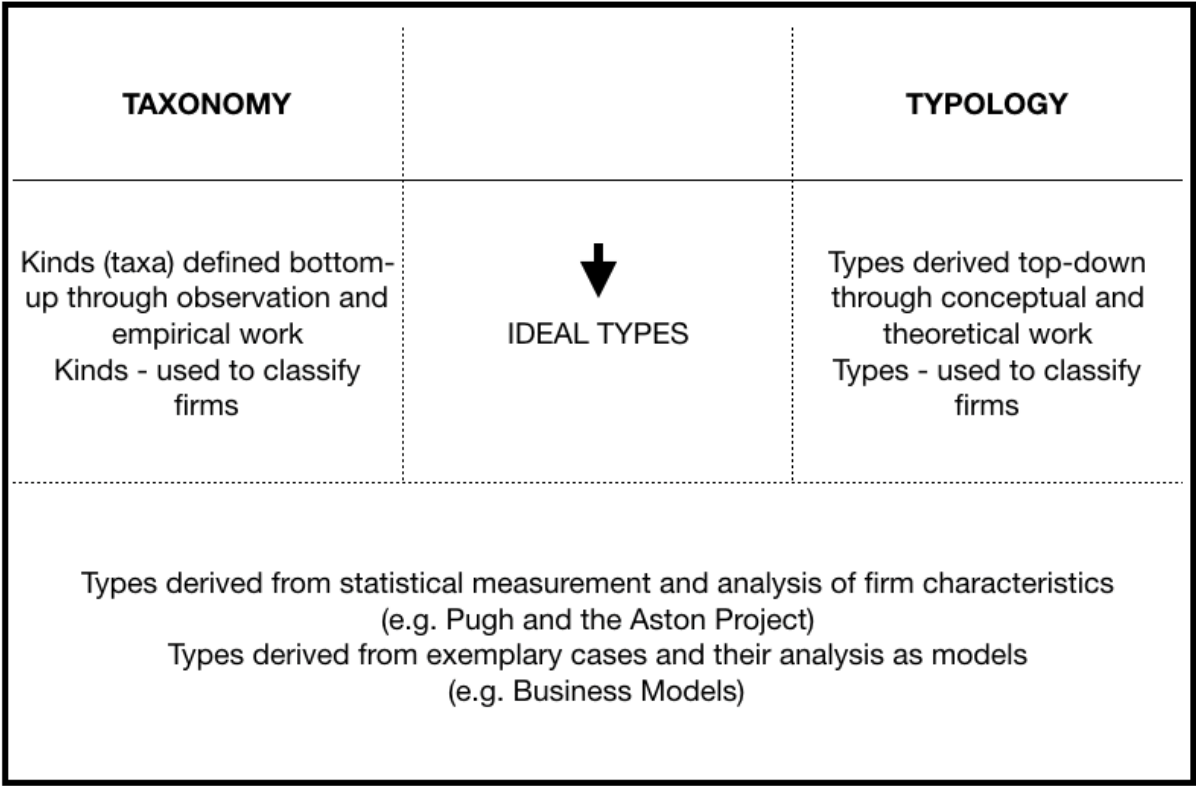 TAXONOMY
TYPOLOGY
Kinds (taxa) defined bottom-
up through observation and
empirical work
Kinds - used to classify
firms
IDEAL TYPES
Types derived top-down
through conceptual and
theoretical work
Types - used to classify
firms
Types derived from statistical measurement and analysis of firm characteristics
(e.g. Pugh and the Aston Project)
Types derived from exemplary cases and their analysis as models
(e.g. Business Models)